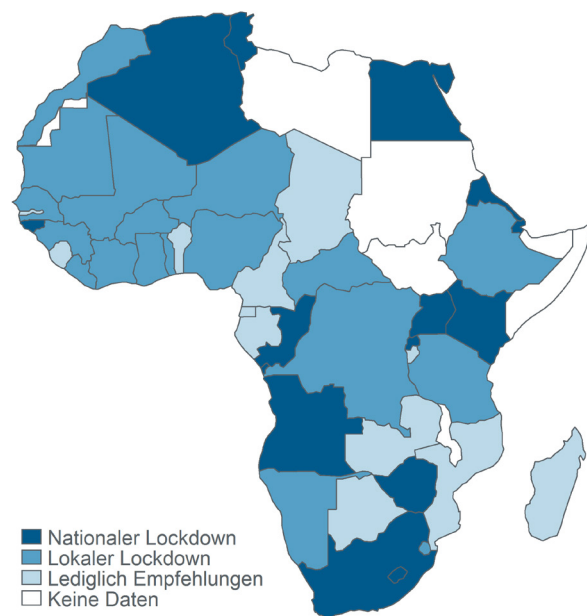 Nationaler Lockdown
Lokaler Lockdown
Lediglich Empfehlungen
Keine Daten